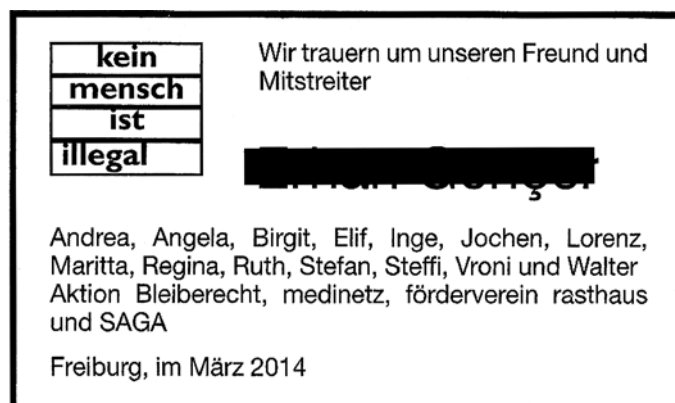 kein
mensch
ist
illegal
Wir trauern um unseren Freund und
Mitstreiter
Andrea, Angela, Birgit, Elif, Inge, Jochen, Lorenz,
Maritta, Regina, Ruth, Stefan, Steffi, Vroni und Walter
Aktion Bleiberecht, medinetz, förderverein rasthaus
und SAGA
Freiburg, im März 2014